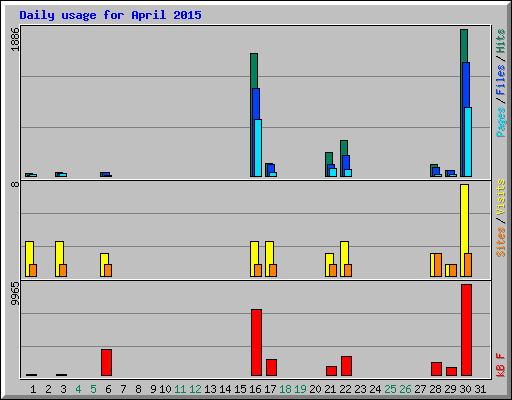 Daily usage for April 2015
1886
Pages / Files / Hits
8
Sites / Visits
9965
kB F
1 2 3 4 5 6 7 8 9 10 11 12 13 14 15 16 17 18 19 20 21 22 23 24 25 26 27 28 29 30 31